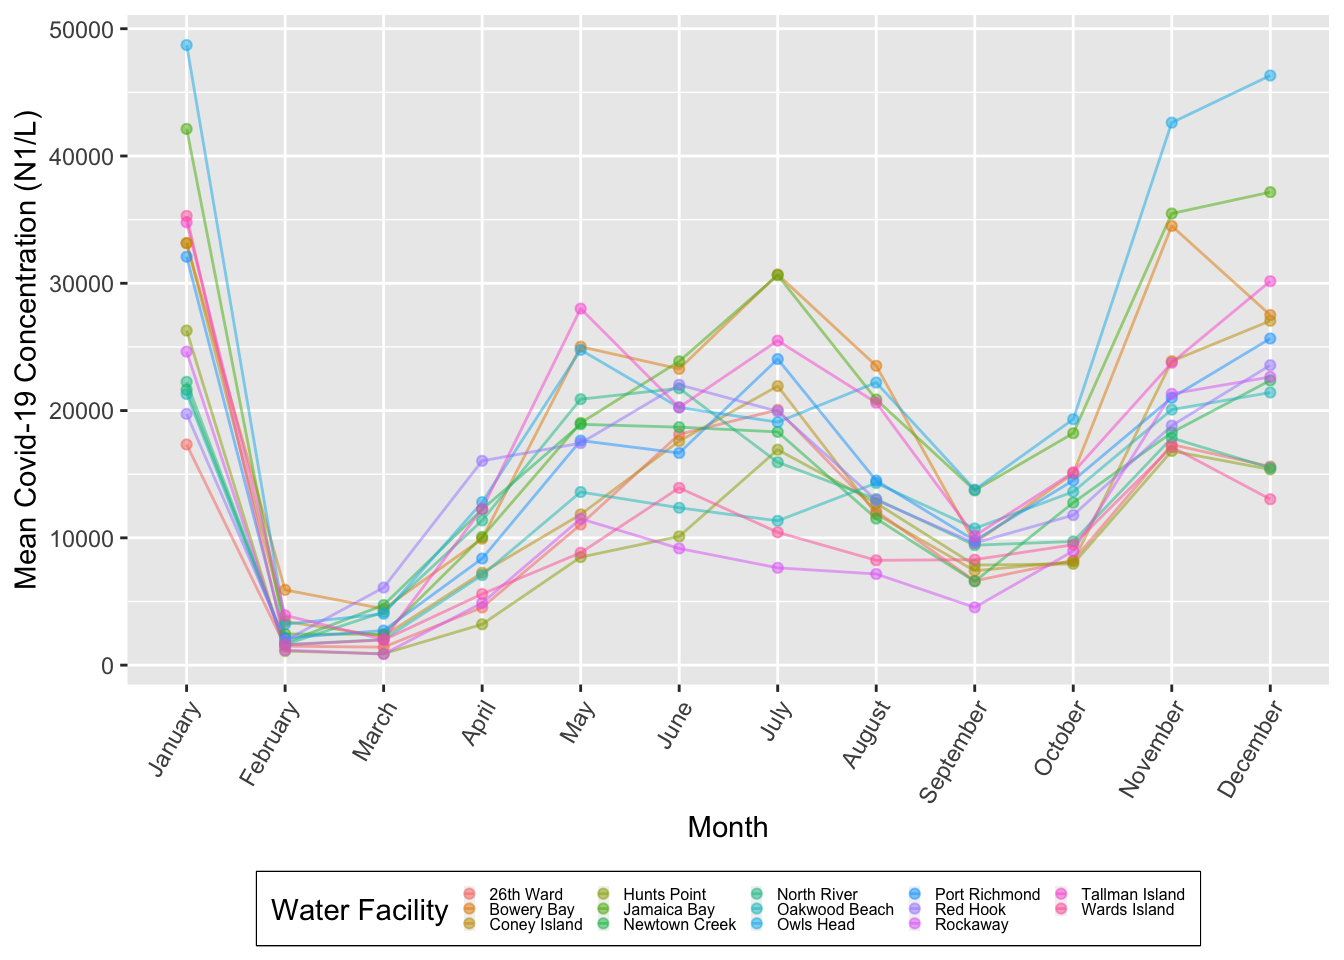 50000
40000
30000
20000
10000
0
Mean Covid-19 Concentration (N1/L)
January
February
March
April
May
June
July
August
September
October
November
December
Month
Water Facility
26th Ward
Bowery Bay
Coney Island
Hunts Point
Jamaica Bay
Newtown Creek
North River
Oakwood Beach
Owls Head
Port Richmond
Red Hook
Rockaway
Tallman Island
Wards Island